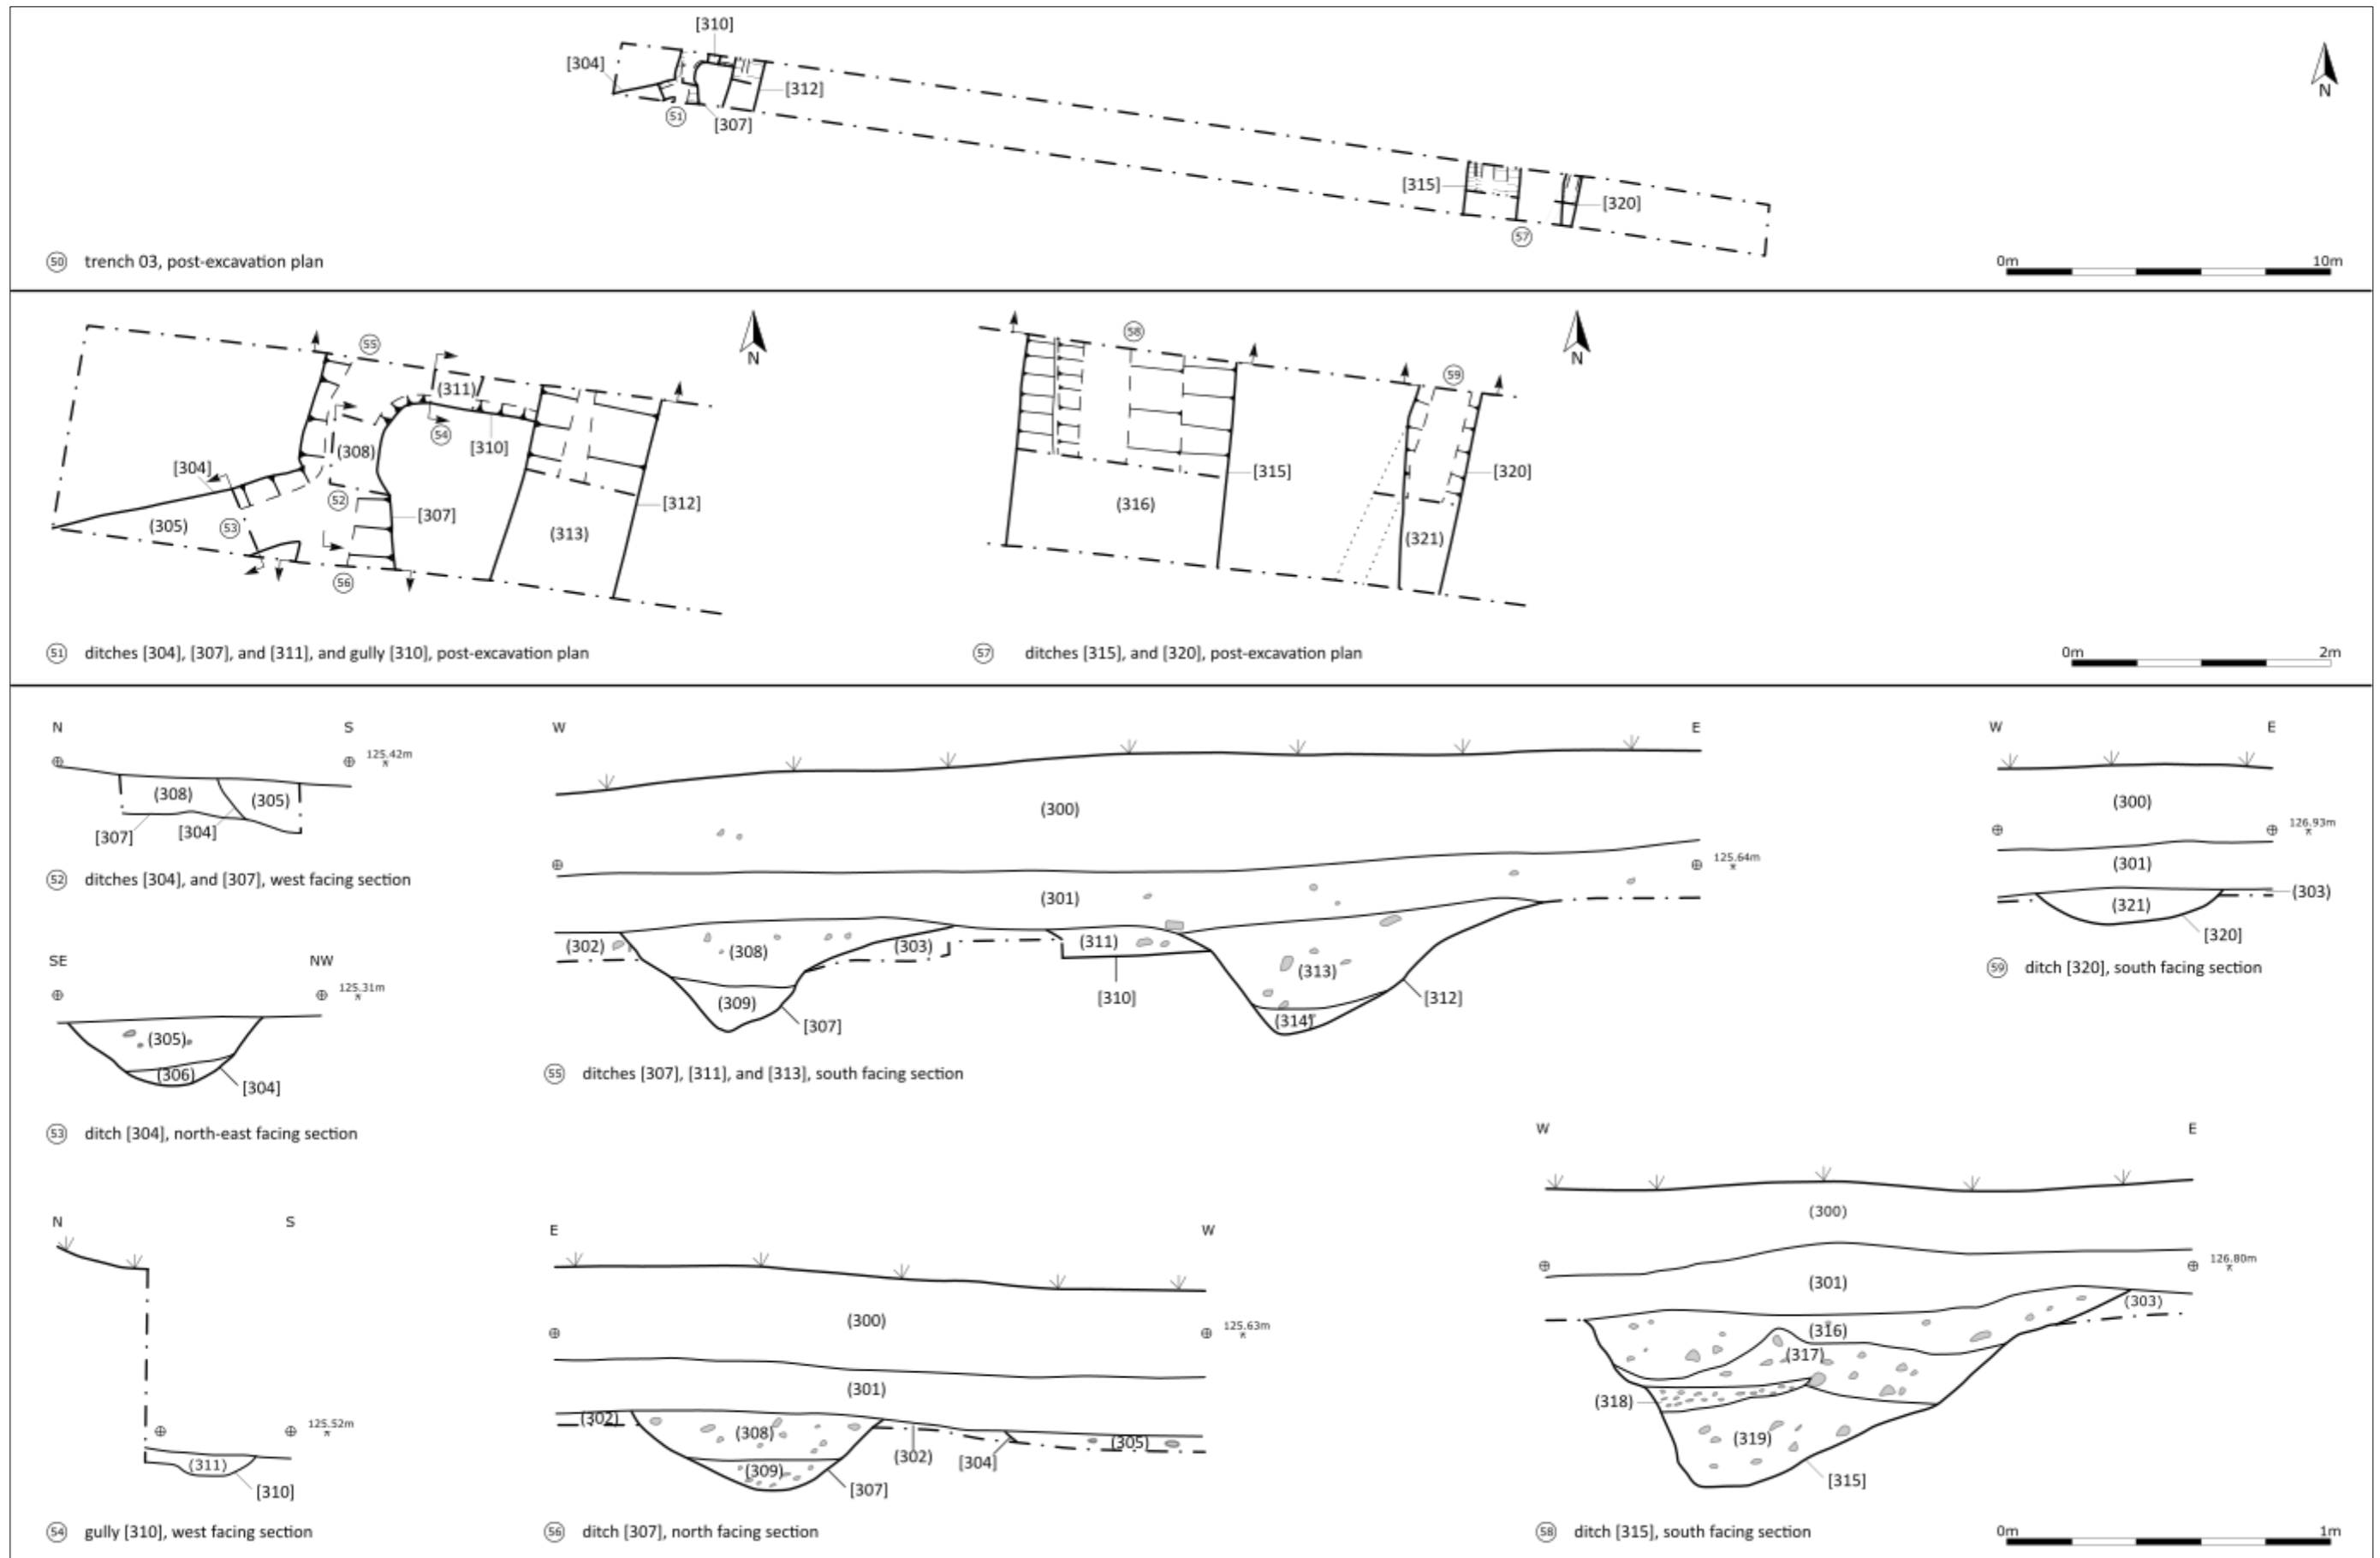 [310]
[304]
[312]
51
[307]
N
[315]
[320]
57
50 trench 03, post-excavation plan
0m 10m
55
(311)
54
[310]
[304]
(308)
52
(305)
53
[307]
[312]
(313)
56
N
51 ditches [304], [307], and [311], and gully [310], post-excavation plan
58
59
N
[315]
[320]
(316)
(321)
57 ditches [315], and [320], post-excavation plan
0m 2m
N S
125.42m
(308)
(305)
[307]
[304]
52 ditches [304], and [307], west facing section
SE NW
125.31m
(305)
(306)
[304]
53 ditch [304], north-east facing section
N S
125.52m
(311)
[310]
54 gully [310], west facing section
W E
(300)
125.64m
(301)
(302)
(308)
(303)
(311)
(309)
(313)
[310]
[312]
(314)
[307]
55 ditches [307], [311], and [313], south facing section
E W
(300)
125.63m
(301)
(302)
(308)
(305)
(302)
[304]
(309)
[307]
56 ditch [307], north facing section
W E
(300)
126.93m
(301)
(303)
(321)
[320]
59 ditch [320], south facing section
W E
(300)
126.80m
(301)
(303)
(316)
(317)
(318)
(319)
[315]
58 ditch [315], south facing section
0m 1m